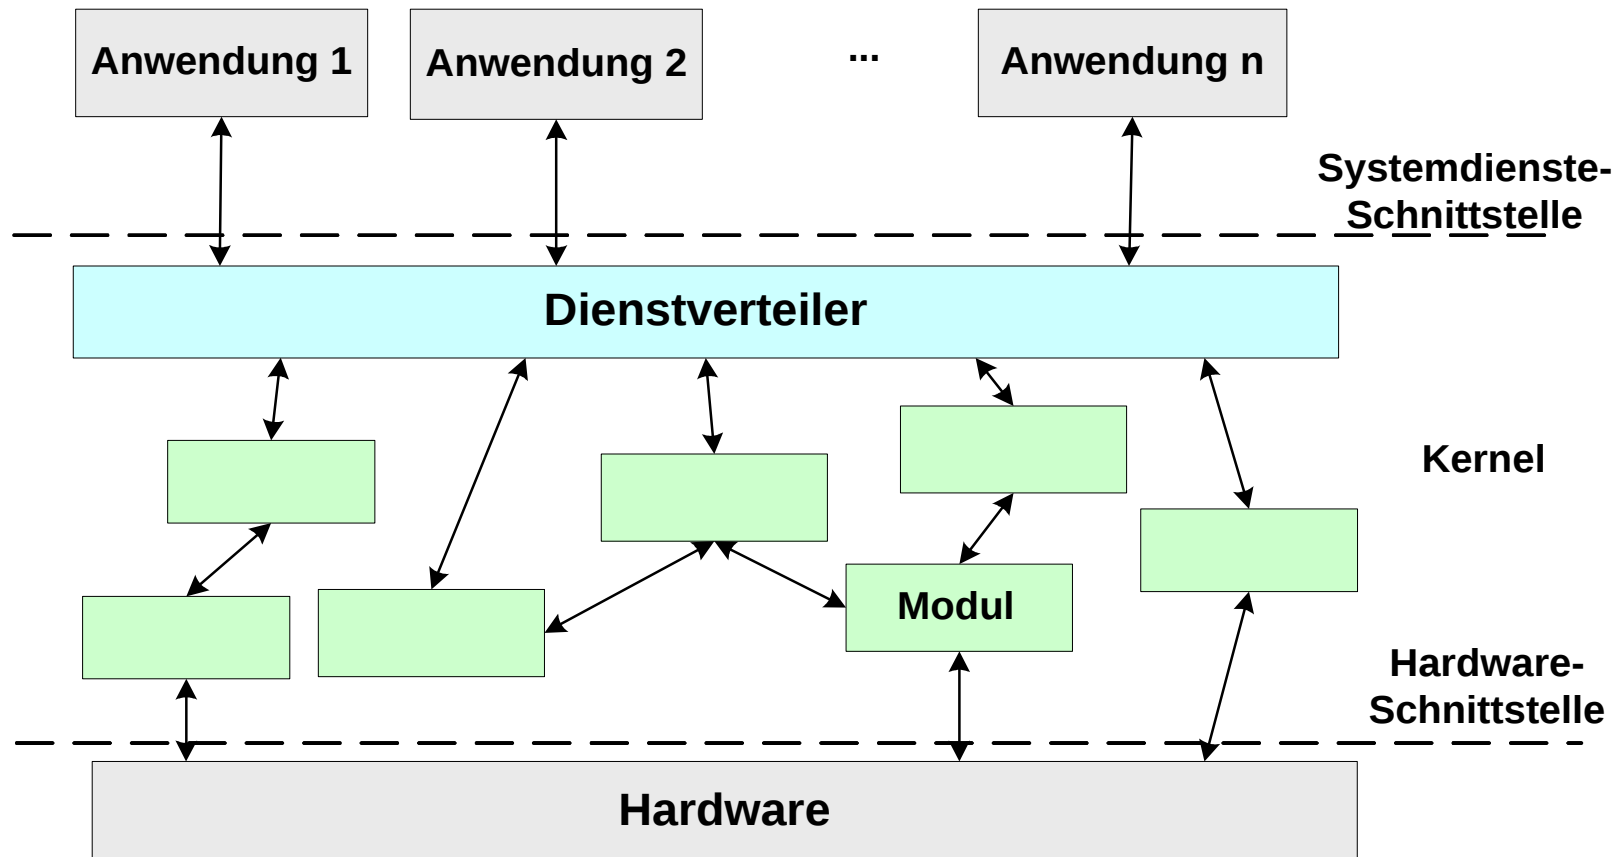 Anwendung 1
Anwendung 2
...
Anwendung n
Systemdienste-
Schnittstelle
Dienstverteiler
Kernel
Modul
Hardware-
Schnittstelle
Hardware